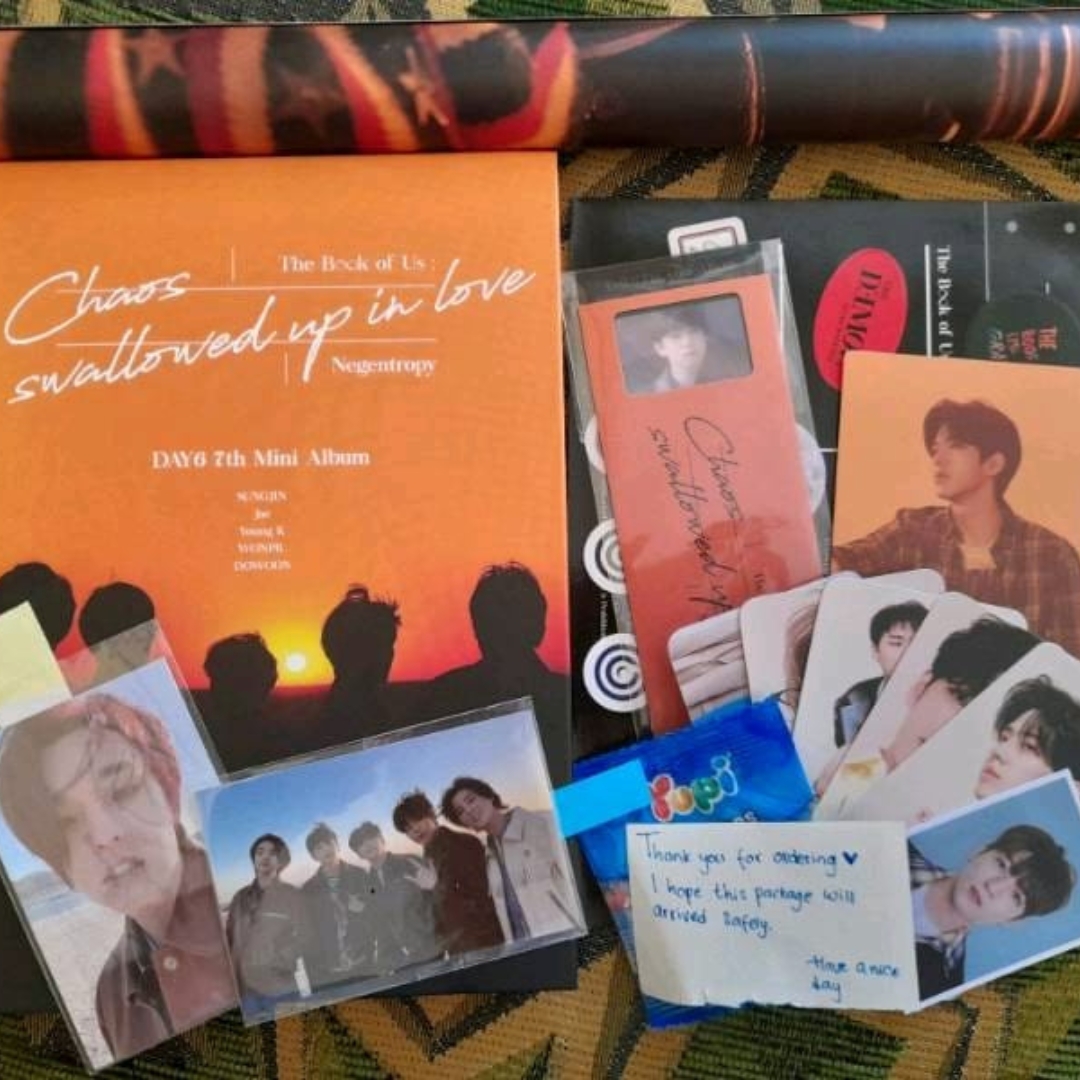 The Book of Us :
Chaos
swallowed up in love
Negentropy
DAY6 7th Mini Album
SUNGJIN
Jae
Young K
WONPIL
DOWOON
Chaos
swallowed up
The Book of U
THE
Yupi
Thank you for ordering ♥
I hope this package will
arrived safely.
-Have a nice
day